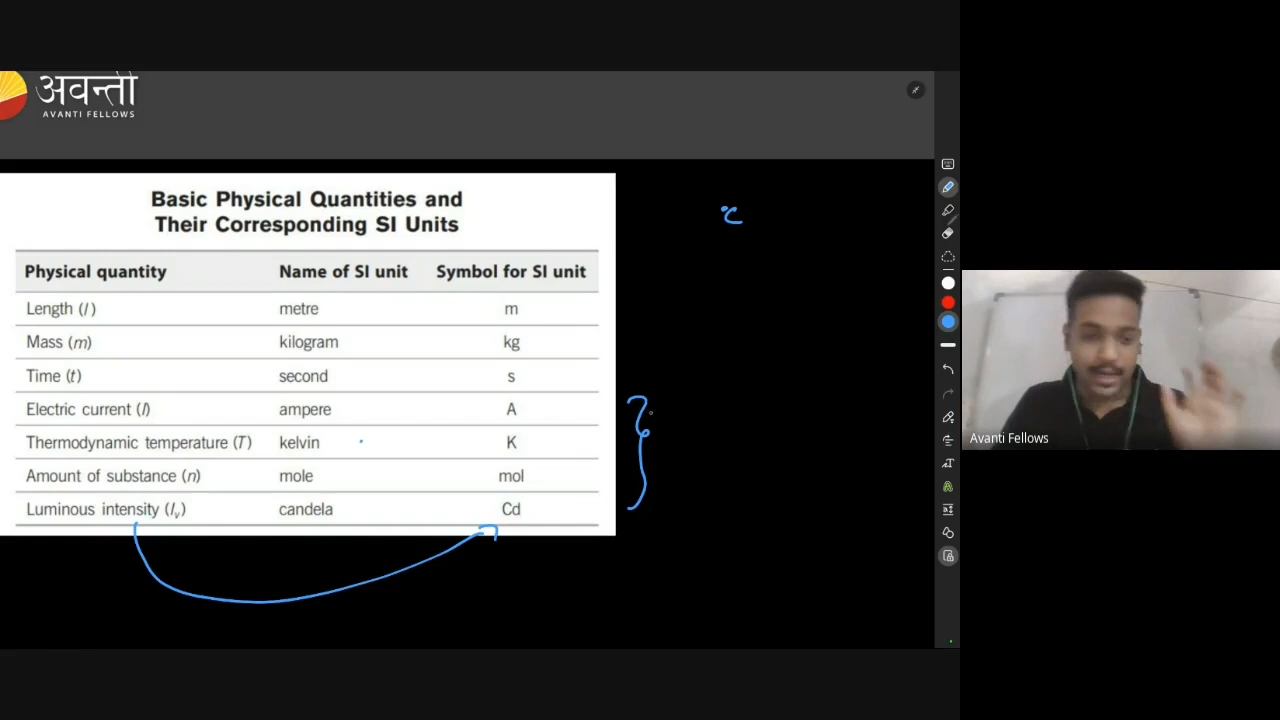 अवन्ती
AVANTI FELLOWS
Basic Physical Quantities and
Their Corresponding SI Units
Physical quantity Name of SI unit Symbol for SI unit
Length (l) metre m
Mass (m) kilogram kg
Time (t) second s
Electric current (I) ampere A
Thermodynamic temperature (T) kelvin K
Amount of substance (n) mole mol
Luminous intensity (Iv) candela Cd
°C
Avanti Fellows